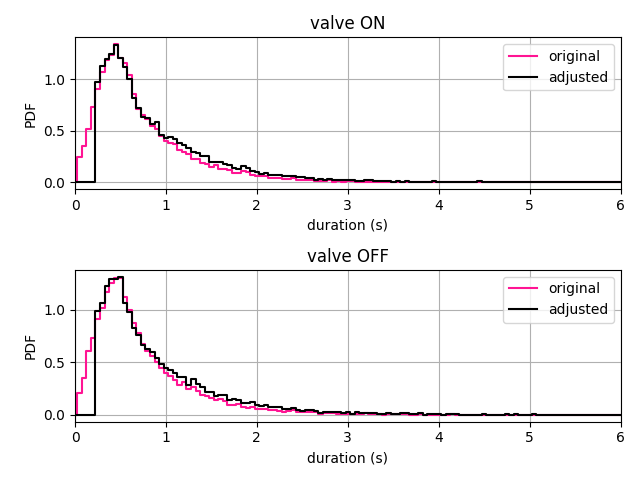 valve ON
PDF
1.0
0.5
0.0
original
adjusted
0 1 2 3 4 5 6
duration (s)
valve OFF
PDF
1.0
0.5
0.0
original
adjusted
0 1 2 3 4 5 6
duration (s)